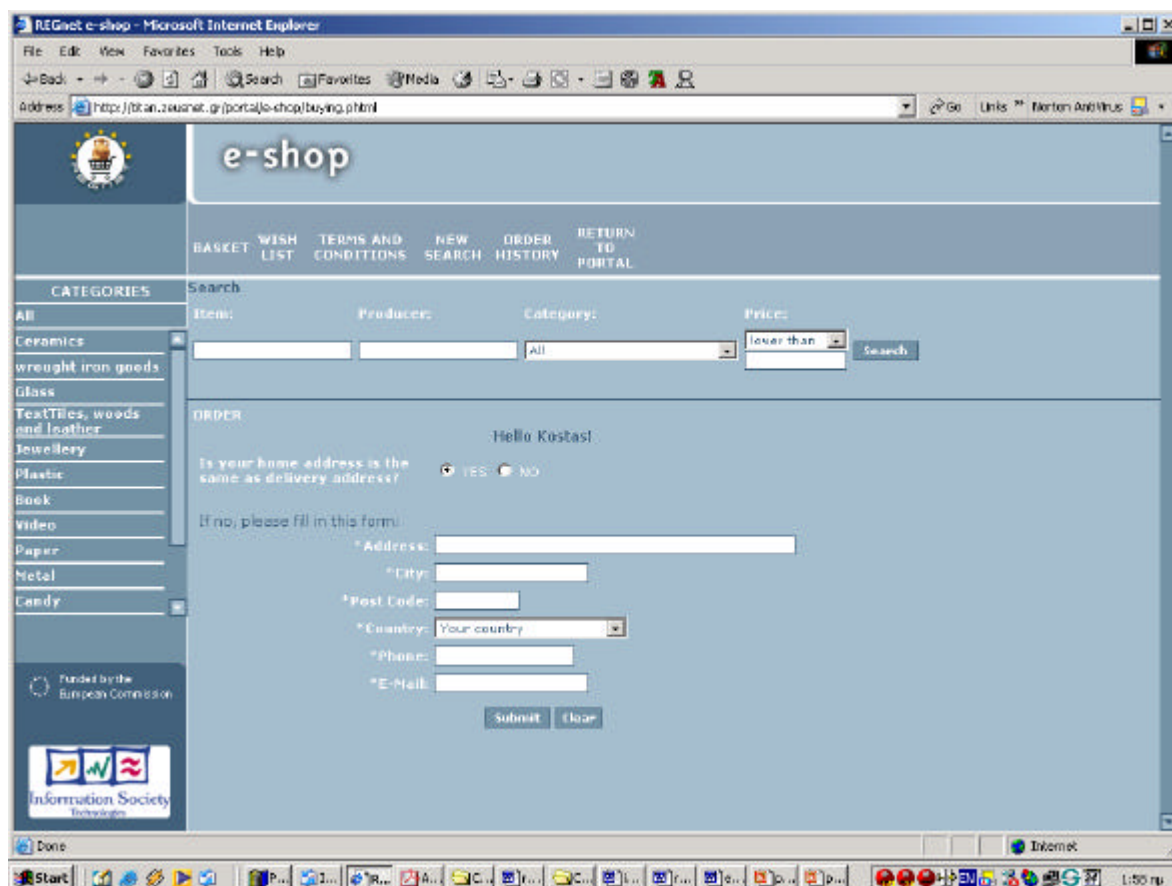 REGnet e-shop - Microsoft Internet Explorer
File Edit View Favorites Tools Help
Back Search Favorites Media
Address http://titan.zeusnet.gr/portal/e-shop/buying.phtml Go Links » Norton AntiVirus
e-shop
BASKET WISH LIST TERMS AND CONDITIONS NEW SEARCH ORDER HISTORY RETURN TO PORTAL
CATEGORIES
All
Ceramics
wrought iron goods
Glass
TextTiles, woods
and leather
Jewellery
Plastic
Book
Video
Paper
Metal
Candy
Funded by the
European Commission
Information Society
Technologies
Search
Item: Producer: Category: Price:
All lower than Search
ORDER
Hello Kostas!
Is your home address is the
same as delivery address? YES NO
If no, please fill in this form:
*Address:
*City:
*Post Code:
*Country: Your country
*Phone:
*E-Mail:
Submit Clear
Done Internet
Start P... I... R... A... C... r... C... i... r... e... p... p... EN 1:55 πμ